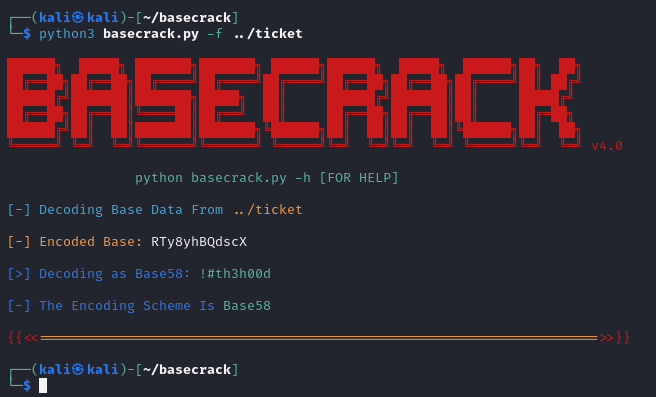 ┌──(kali㉿kali)-[~/basecrack]
└─$ python3 basecrack.py -f ../ticket
BASECRACK v4.0
python basecrack.py -h [FOR HELP]
[-] Decoding Base Data From ../ticket
[-] Encoded Base: RTy8yhBQdscX
[>] Decoding as Base58: !#th3h00d
[-] The Encoding Scheme Is Base58
{{<<======================================================================>>}}
┌──(kali㉿kali)-[~/basecrack]
└─$